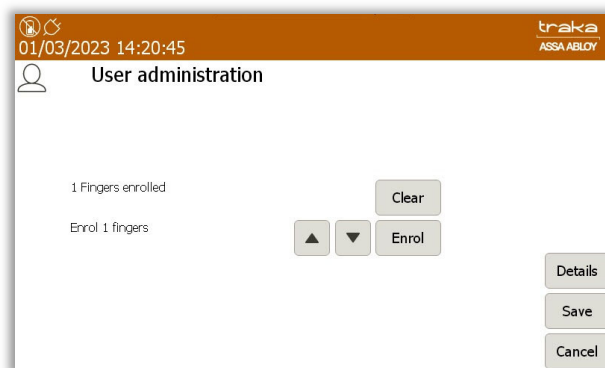 traka
01/03/2023 14:20:45
ASSA ABLOY
User administration
1 Fingers enrolled
Clear
Enrol 1 fingers
Enrol
Details
Save
Cancel